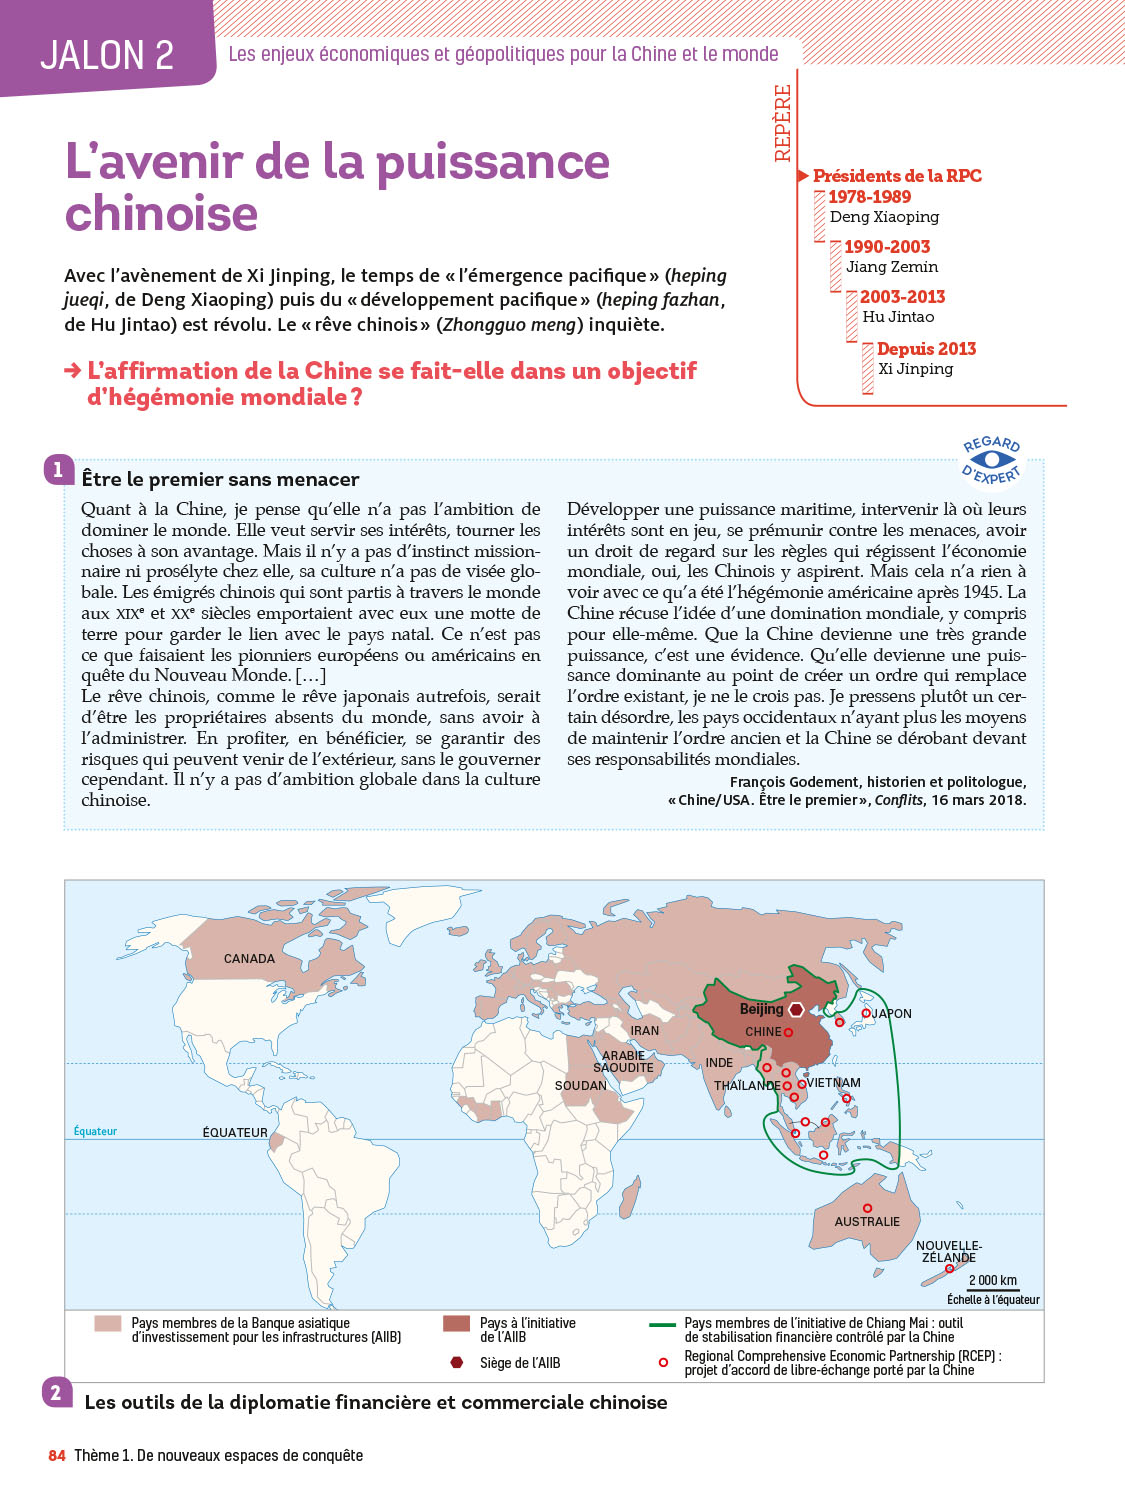 JALON 2
Les enjeux économiques et géopolitiques pour la Chine et le monde
L’avenir de la puissance
chinoise
Avec l’avènement de Xi Jinping, le temps de « l’émergence pacifique » (heping
jueqi, de Deng Xiaoping) puis du « développement pacifique » (heping fazhan,
de Hu Jintao) est révolu. Le « rêve chinois » (Zhongguo meng) inquiète.
→ L’affirmation de la Chine se fait-elle dans un objectif
d’hégémonie mondiale ?
REPÈRE
Présidents de la RPC
1978-1989
Deng Xiaoping
1990-2003
Jiang Zemin
2003-2013
Hu Jintao
Depuis 2013
Xi Jinping
REGARD
D’EXPERT
1
Être le premier sans menacer
Quant à la Chine, je pense qu’elle n’a pas l’ambition de
dominer le monde. Elle veut servir ses intérêts, tourner les
choses à son avantage. Mais il n’y a pas d’instinct mission-
naire ni prosélyte chez elle, sa culture n’a pas de visée glo-
bale. Les émigrés chinois qui sont partis à travers le monde
aux XIXe et XXe siècles emportaient avec eux une motte de
terre pour garder le lien avec le pays natal. Ce n’est pas
ce que faisaient les pionniers européens ou américains en
quête du Nouveau Monde. […]
Le rêve chinois, comme le rêve japonais autrefois, serait
d’être les propriétaires absents du monde, sans avoir à
l’administrer. En profiter, en bénéficier, se garantir des
risques qui peuvent venir de l’extérieur, sans le gouverner
cependant. Il n’y a pas d’ambition globale dans la culture
chinoise.
Développer une puissance maritime, intervenir là où leurs
intérêts sont en jeu, se prémunir contre les menaces, avoir
un droit de regard sur les règles qui régissent l’économie
mondiale, oui, les Chinois y aspirent. Mais cela n’a rien à
voir avec ce qu’a été l’hégémonie américaine après 1945. La
Chine récuse l’idée d’une domination mondiale, y compris
pour elle-même. Que la Chine devienne une très grande
puissance, c’est une évidence. Qu’elle devienne une puis-
sance dominante au point de créer un ordre qui remplace
l’ordre existant, je ne le crois pas. Je pressens plutôt un cer-
tain désordre, les pays occidentaux n’ayant plus les moyens
de maintenir l’ordre ancien et la Chine se dérobant devant
ses responsabilités mondiales.
François Godement, historien et politologue,
« Chine/USA. Être le premier », Conflits, 16 mars 2018.
CANADA
Beijing
CHINE
JAPON
IRAN
ARABIE
SAOUDITE
INDE
SOUDAN
THAÏLANDE
VIETNAM
Équateur
ÉQUATEUR
AUSTRALIE
NOUVELLE-
ZÉLANDE
2 000 km
Échelle à l’équateur
Pays membres de la Banque asiatique
d’investissement pour les infrastructures (AIIB)
Pays à l’initiative
de l’AIIB
Siège de l’AIIB
Pays membres de l’initiative de Chiang Mai : outil
de stabilisation financière contrôlé par la Chine
Regional Comprehensive Economic Partnership (RCEP) :
projet d’accord de libre-échange porté par la Chine
2
Les outils de la diplomatie financière et commerciale chinoise
84 Thème 1. De nouveaux espaces de conquête